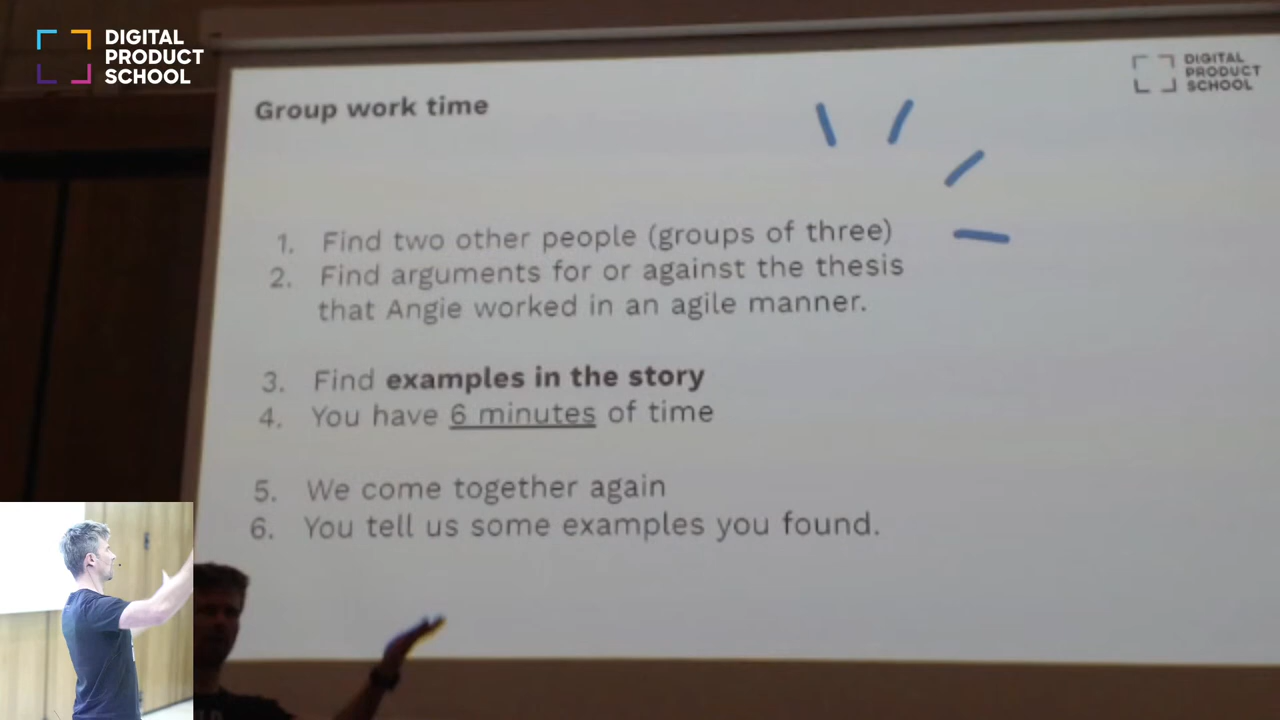 DIGITAL
PRODUCT
SCHOOL
DIGITAL
PRODUCT
SCHOOL
Group work time
1. Find two other people (groups of three)
2. Find arguments for or against the thesis
that Angie worked in an agile manner.
3. Find examples in the story
4. You have 6 minutes of time
5. We come together again
6. You tell us some examples you found.